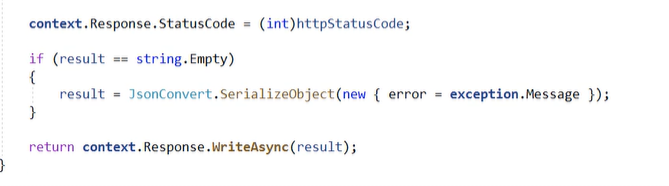 context.Response.StatusCode = (int)httpStatusCode;
if (result == string.Empty)
{
result = JsonConvert.SerializeObject(new { error = exception.Message });
}
return context.Response.WriteAsync(result);
}